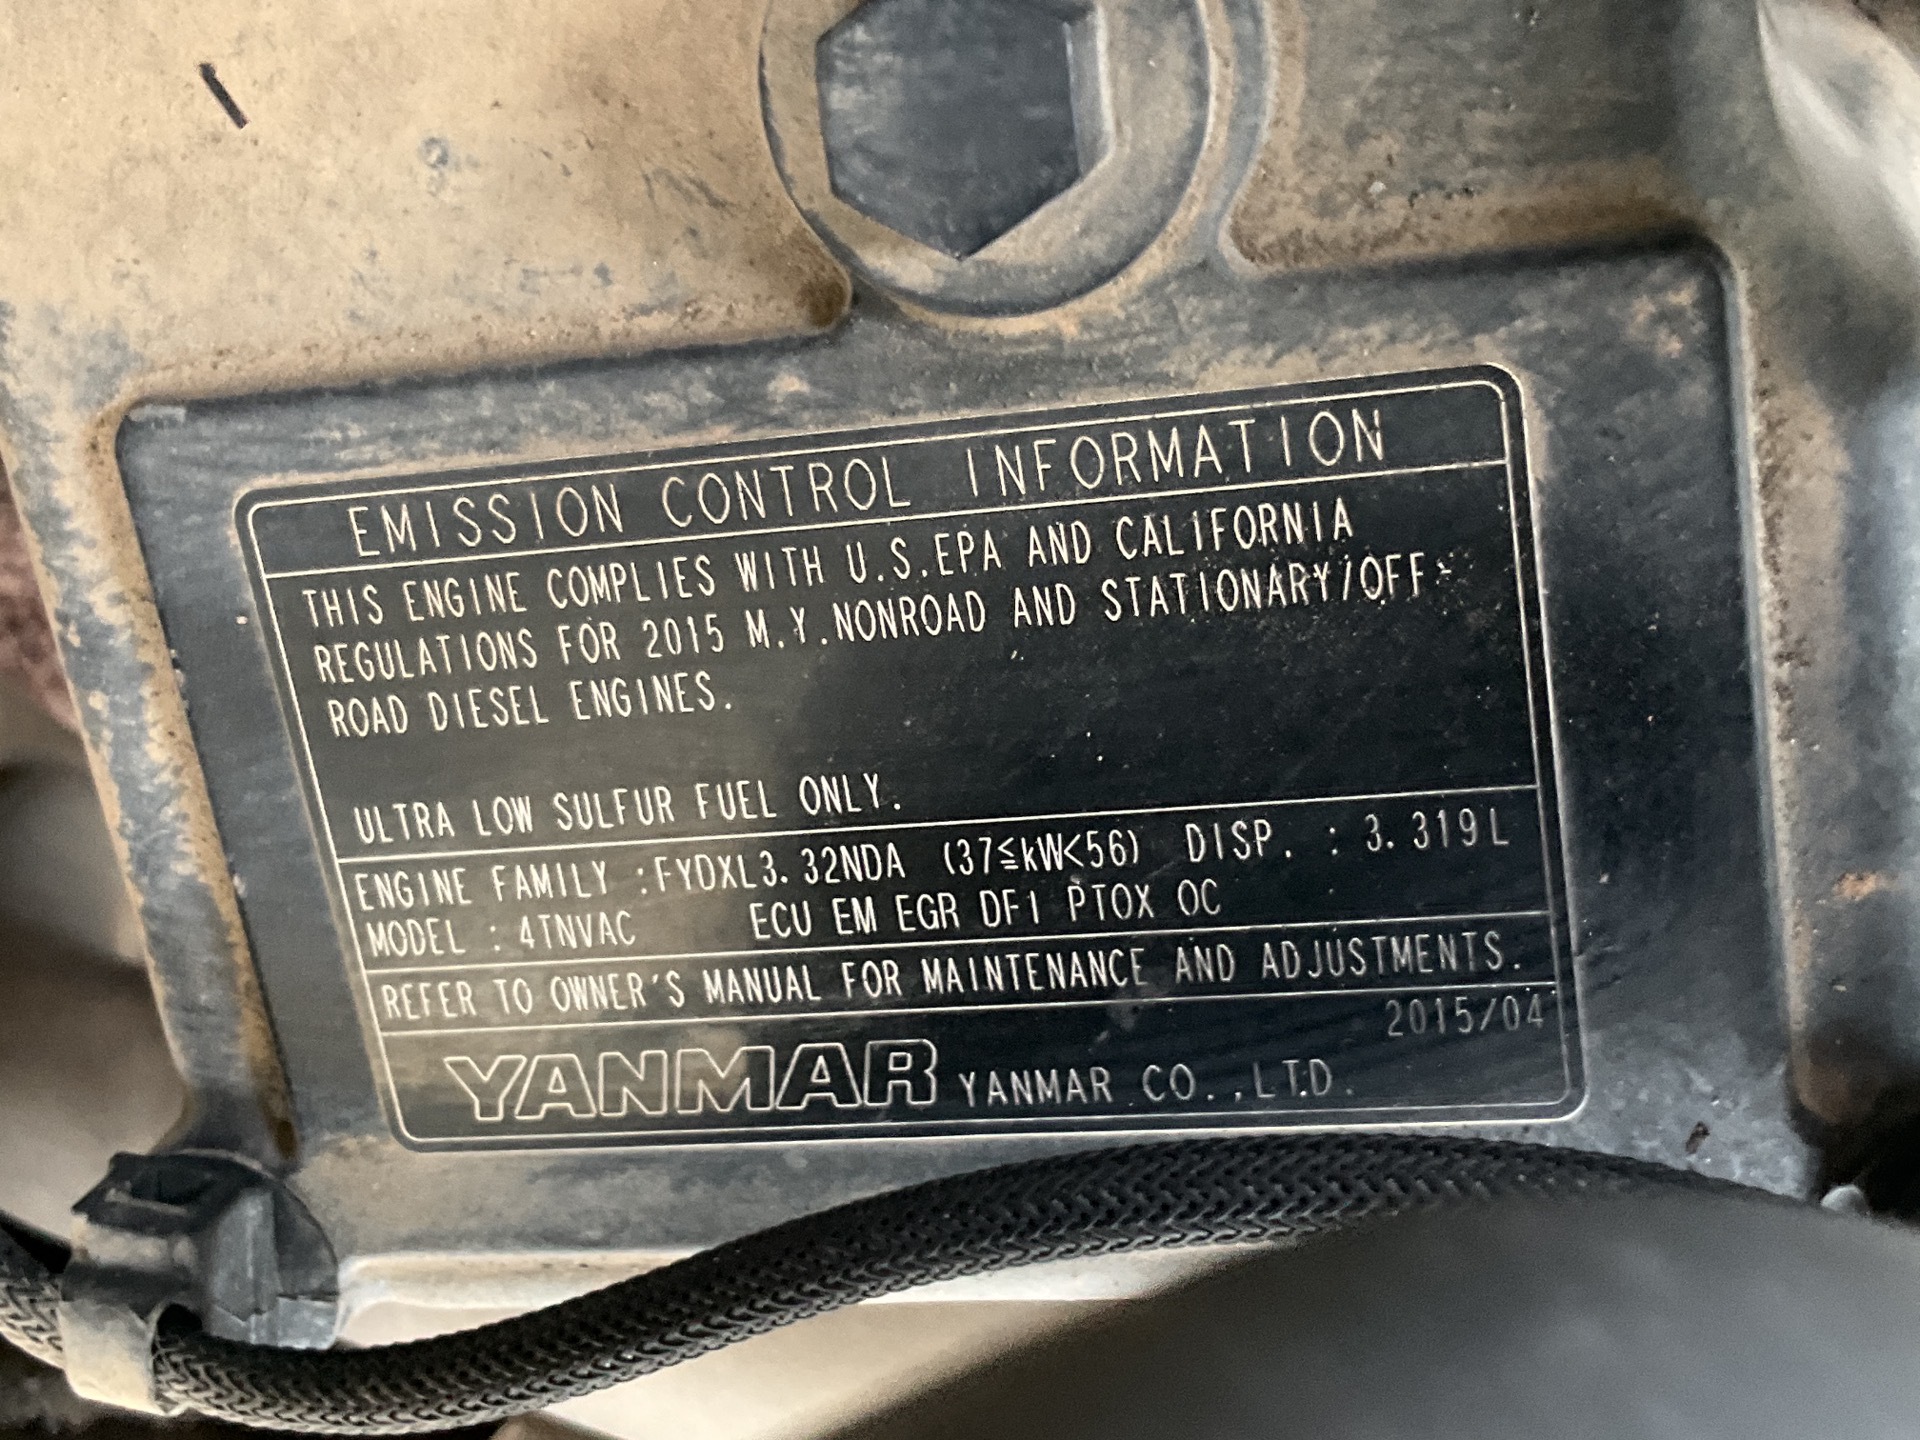 EMISSION CONTROL INFORMATION
THIS ENGINE COMPLIES WITH U.S.EPA AND CALIFORNIA
REGULATIONS FOR 2015 M.Y.NONROAD AND STATIONARY/OFF-
ROAD DIESEL ENGINES.
ULTRA LOW SULFUR FUEL ONLY.
ENGINE FAMILY :FYDXL3.32NDA (37≦kW<56) DISP. : 3.319L
MODEL : 4TNVAC ECU EM EGR DFI PTOX OC
REFER TO OWNER'S MANUAL FOR MAINTENANCE AND ADJUSTMENTS.
2015/04
YANMAR YANMAR CO.,LTD.